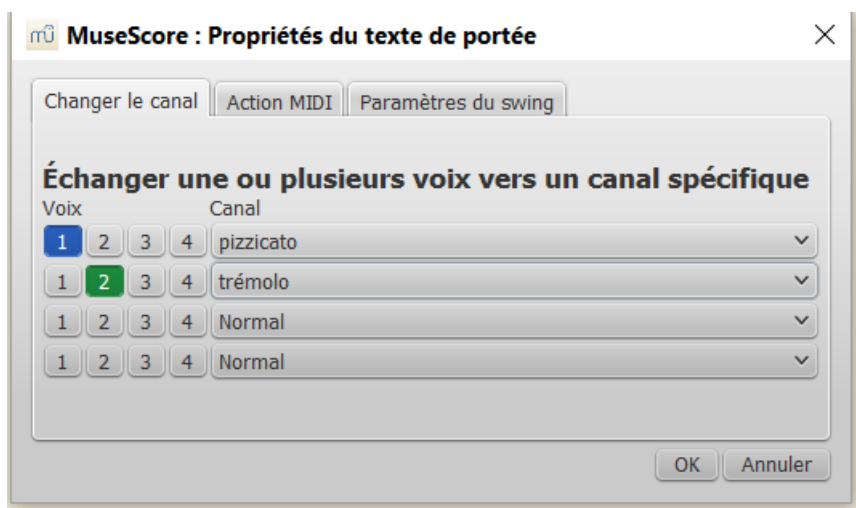 mû MuseScore : Propriétés du texte de portée
Changer le canal Action MIDI Paramètres du swing
Échanger une ou plusieurs voix vers un canal spécifique
Voix Canal
1 2 3 4 pizzicato
1 2 3 4 trémolo
1 2 3 4 Normal
1 2 3 4 Normal
OK Annuler